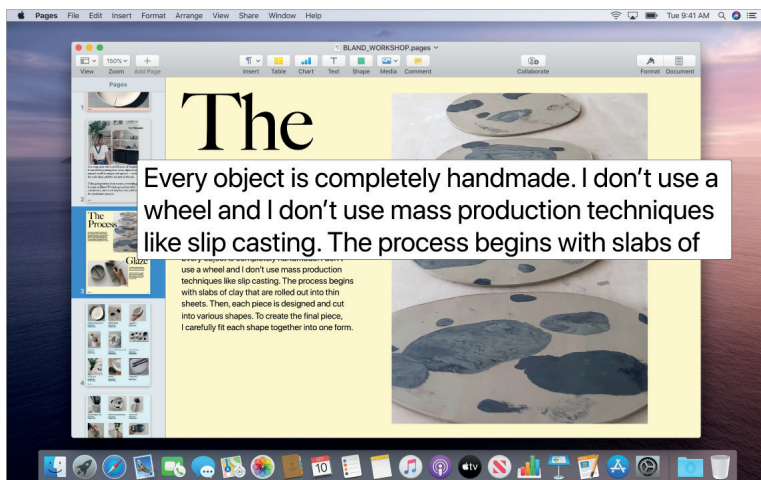 Pages File Edit Insert Format Arrange View Share Window Help Tue 9:41 AM
BLAND_WORKSHOP.pages
150%
View Zoom Add Page Insert Table Chart Text Shape Media Comment Collaborate Format Document
Pages
The
Every object is completely handmade. I don’t use a
wheel and I don’t use mass production techniques
like slip casting. The process begins with slabs of
use a wheel and I don’t use mass production
techniques like slip casting. The process begins
with slabs of clay that are rolled out into thin
sheets. Then, each piece is designed and cut
into various shapes. To create the final piece,
I carefully fit each shape together into one form.
1
2
The
Process
Glaze
3
4
10
tv